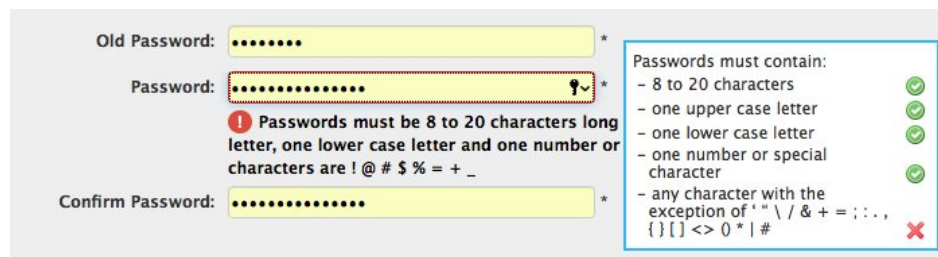 Old Password: •••••••• *
Password: ••••••••••••••• *
! Passwords must be 8 to 20 characters long
letter, one lower case letter and one number or
characters are ! @ # $ % = + _
Confirm Password: ••••••••••••••• *
Passwords must contain:
– 8 to 20 characters
– one upper case letter
– one lower case letter
– one number or special
character
– any character with the
exception of ‘ “ \ / & + = ; : . ,
{ } [ ] <> () * | #